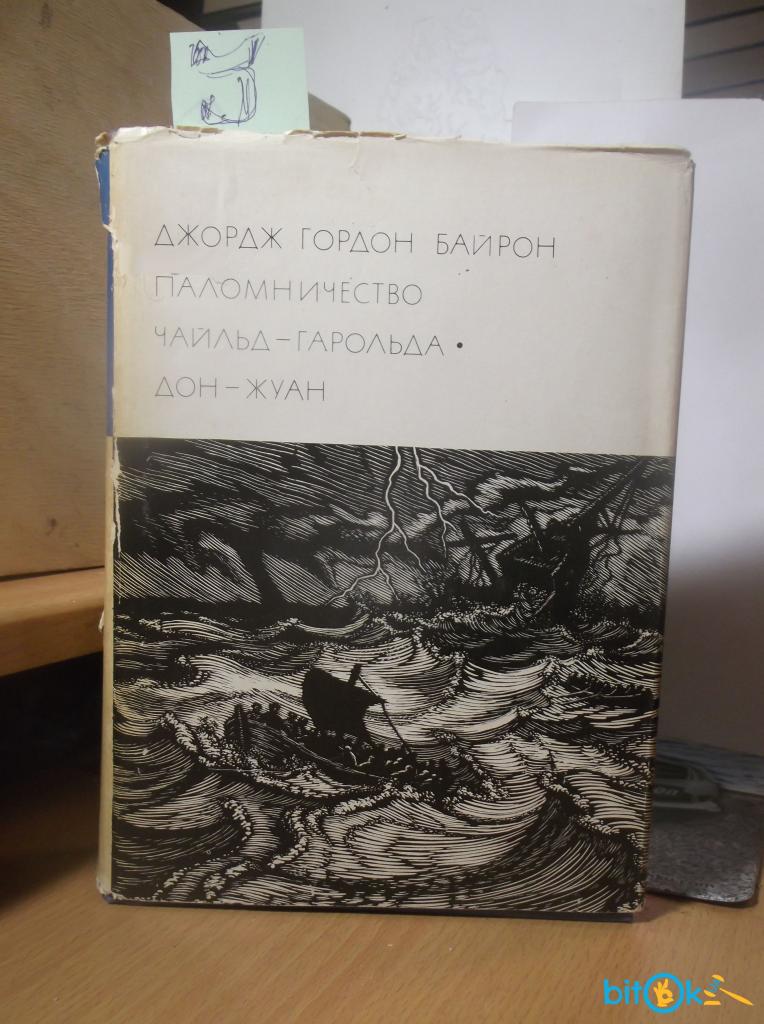 ДЖОРДЖ ГОРДОН БАЙРОН
ПАЛОМНИЧЕСТВО
ЧАЙЛЬД-ГАРОЛЬДА •
ДОН-ЖУАН
bitOk